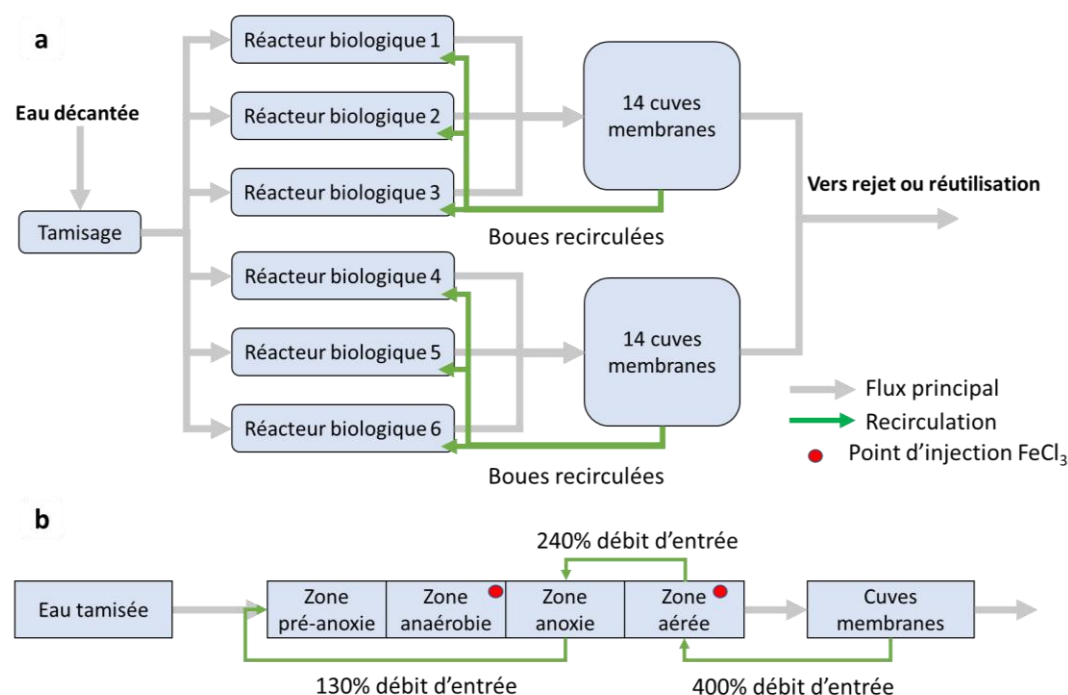 a
Réacteur biologique 1
Eau décantée
Réacteur biologique 2
14 cuves
membranes
Réacteur biologique 3
Vers rejet ou réutilisation
Tamisage
Boues recirculées
Réacteur biologique 4
Réacteur biologique 5
14 cuves
membranes
Réacteur biologique 6
Flux principal
Recirculation
Point d'injection FeCl₃
Boues recirculées
b
240% débit d'entrée
Eau tamisée
Zone
pré-anoxie
Zone
anaérobie
Zone
anoxie
Zone
aérée
Cuves
membranes
130% débit d'entrée
400% débit d'entrée